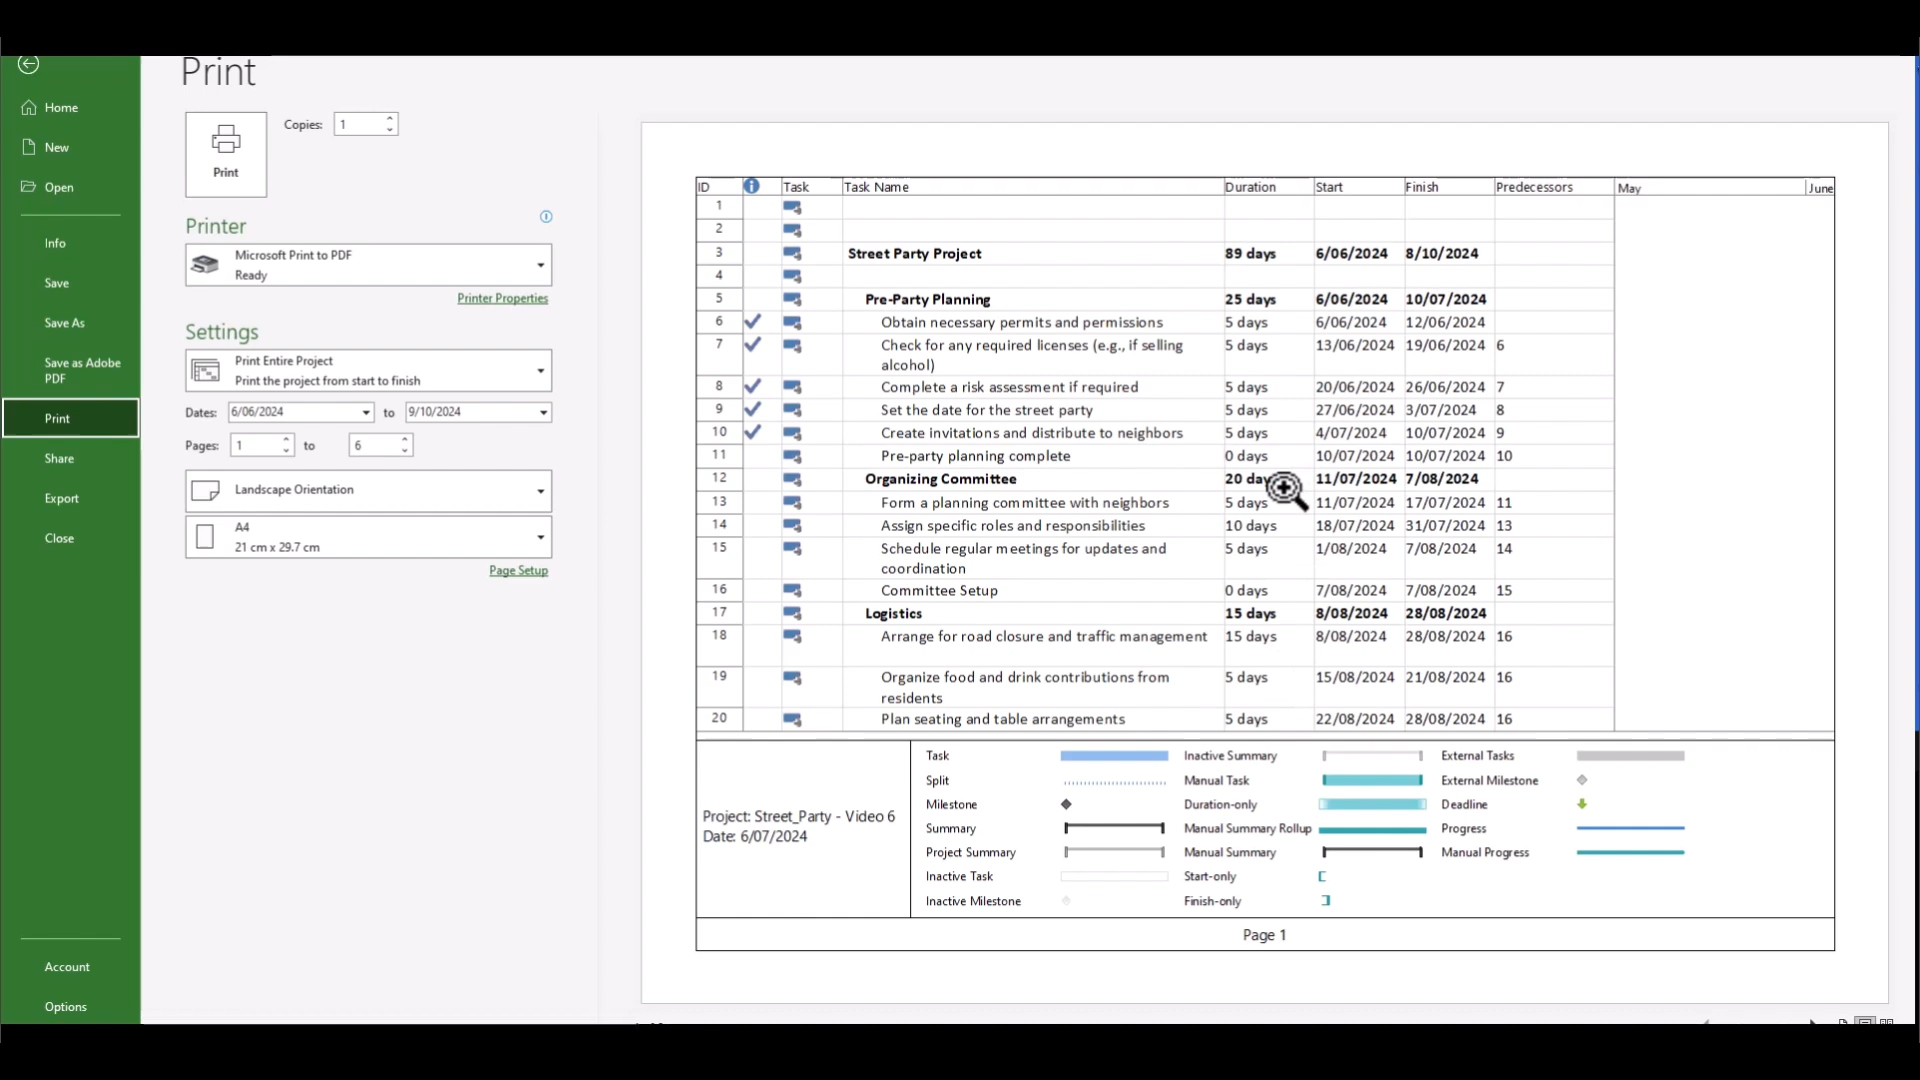 Print
Home
New
Open
Info
Save
Save As
Save as Adobe
PDF
Print
Share
Export
Close
Account
Options
Print
Copies: 1
Printer
Microsoft Print to PDF
Ready
Printer Properties
Settings
Print Entire Project
Print the project from start to finish
Dates: 6/06/2024 to 9/10/2024
Pages: 1 to 6
Landscape Orientation
A4
21 cm x 29.7 cm
Page Setup
ID Task Task Name Duration Start Finish Predecessors May June
1
2
3 Street Party Project 89 days 6/06/2024 8/10/2024
4
5 Pre-Party Planning 25 days 6/06/2024 10/07/2024
6 Obtain necessary permits and permissions 5 days 6/06/2024 12/06/2024
7 Check for any required licenses (e.g., if selling 5 days 13/06/2024 19/06/2024 6
alcohol)
8 Complete a risk assessment if required 5 days 20/06/2024 26/06/2024 7
9 Set the date for the street party 5 days 27/06/2024 3/07/2024 8
10 Create invitations and distribute to neighbors 5 days 4/07/2024 10/07/2024 9
11 Pre-party planning complete 0 days 10/07/2024 10/07/2024 10
12 Organizing Committee 20 day 11/07/2024 7/08/2024
13 Form a planning committee with neighbors 5 days 11/07/2024 17/07/2024 11
14 Assign specific roles and responsibilities 10 days 18/07/2024 31/07/2024 13
15 Schedule regular meetings for updates and 5 days 1/08/2024 7/08/2024 14
coordination
16 Committee Setup 0 days 7/08/2024 7/08/2024 15
17 Logistics 15 days 8/08/2024 28/08/2024
18 Arrange for road closure and traffic management 15 days 8/08/2024 28/08/2024 16
19 Organize food and drink contributions from 5 days 15/08/2024 21/08/2024 16
residents
20 Plan seating and table arrangements 5 days 22/08/2024 28/08/2024 16
Project: Street_Party - Video 6
Date: 6/07/2024
Task Inactive Summary External Tasks
Split Manual Task External Milestone
Milestone Duration-only Deadline
Summary Manual Summary Rollup Progress
Project Summary Manual Summary Manual Progress
Inactive Task Start-only
Inactive Milestone Finish-only
Page 1